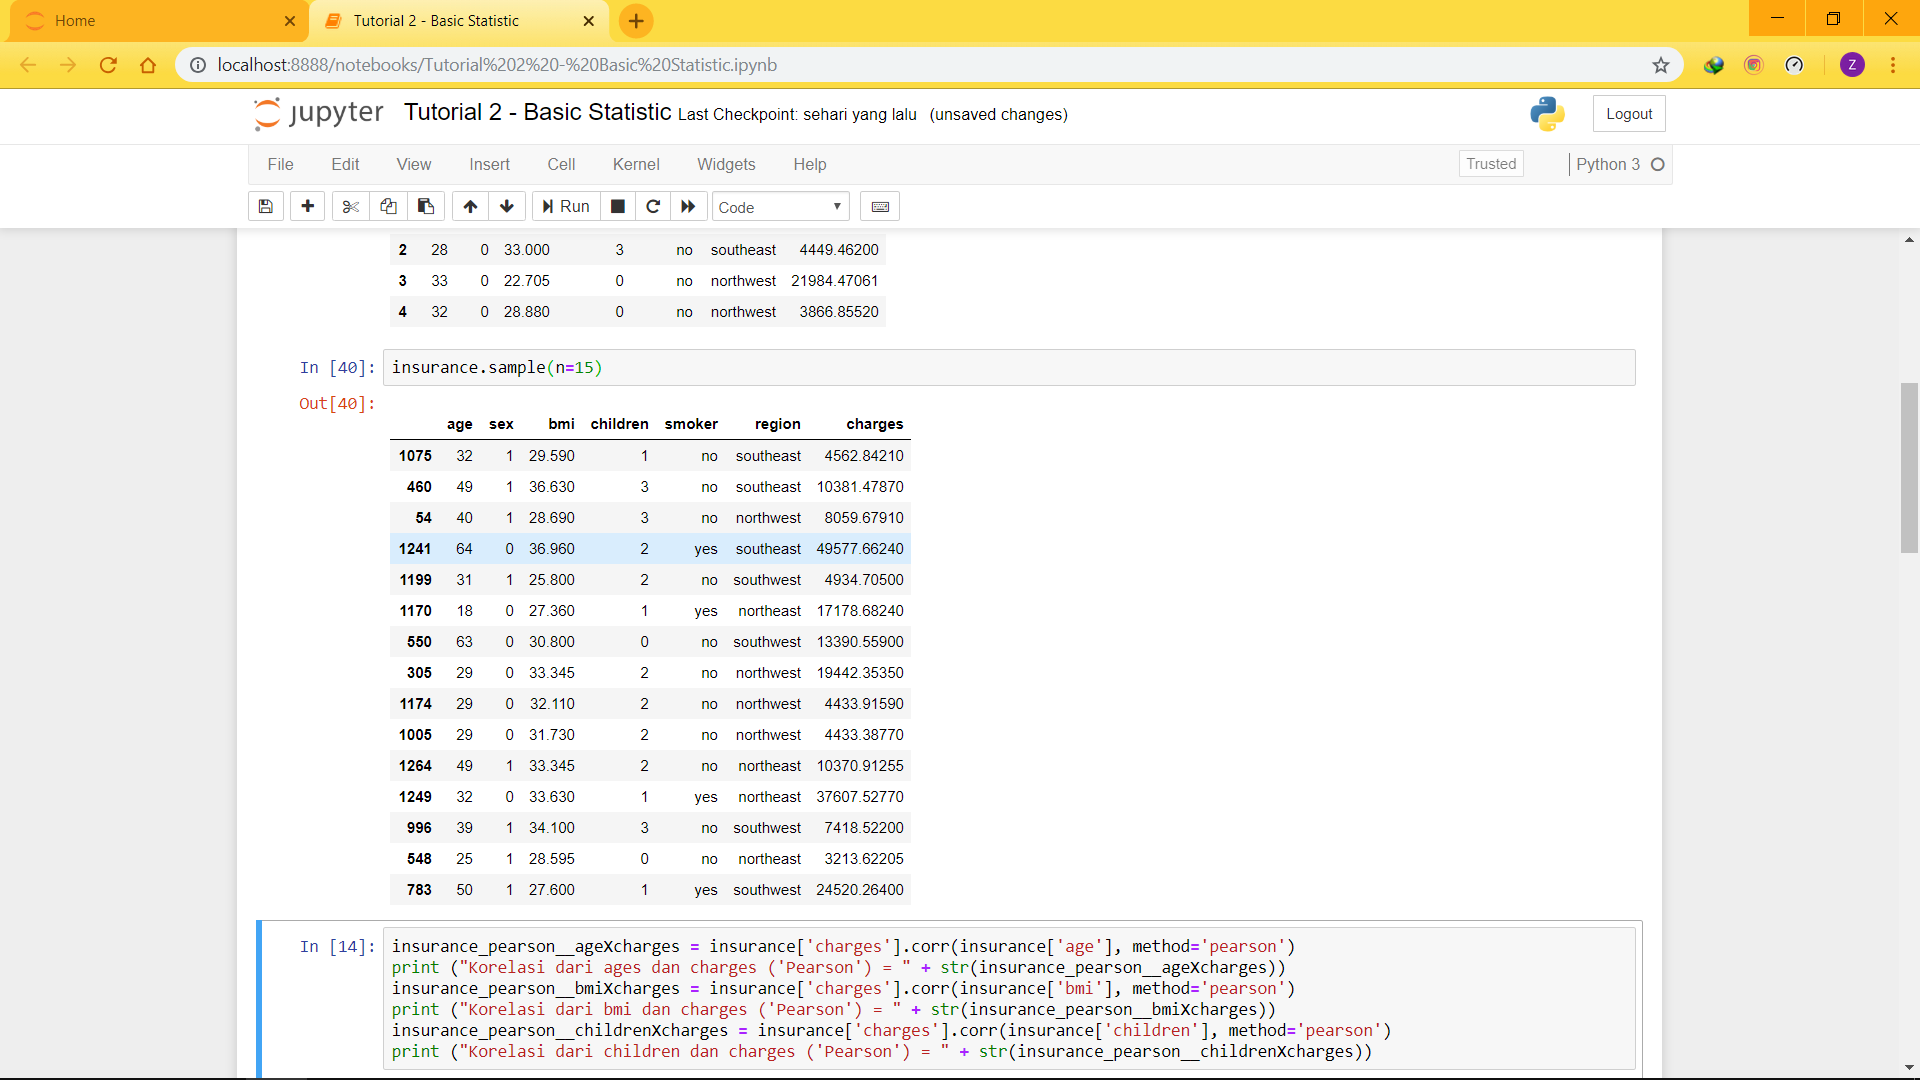 Home
Tutorial 2 - Basic Statistic
localhost:8888/notebooks/Tutorial%202%20-%20Basic%20Statistic.ipynb
Z
jupyter Tutorial 2 - Basic Statistic Last Checkpoint: sehari yang lalu (unsaved changes)
Logout
File Edit View Insert Cell Kernel Widgets Help
Trusted
Python 3
Run
Code
2 28 0 33.000 3 no southeast 4449.46200
3 33 0 22.705 0 no northwest 21984.47061
4 32 0 28.880 0 no northwest 3866.85520
In [40]: insurance.sample(n=15)
Out[40]:
age sex bmi children smoker region charges
1075 32 1 29.590 1 no southeast 4562.84210
460 49 1 36.630 3 no southeast 10381.47870
54 40 1 28.690 3 no northwest 8059.67910
1241 64 0 36.960 2 yes southeast 49577.66240
1199 31 1 25.800 2 no southwest 4934.70500
1170 18 0 27.360 1 yes northeast 17178.68240
550 63 0 30.800 0 no southwest 13390.55900
305 29 0 33.345 2 no northwest 19442.35350
1174 29 0 32.110 2 no northwest 4433.91590
1005 29 0 31.730 2 no northwest 4433.38770
1264 49 1 33.345 2 no northeast 10370.91255
1249 32 0 33.630 1 yes northeast 37607.52770
996 39 1 34.100 3 no southwest 7418.52200
548 25 1 28.595 0 no northeast 3213.62205
783 50 1 27.600 1 yes southwest 24520.26400
In [14]: insurance_pearson__ageXcharges = insurance['charges'].corr(insurance['age'], method='pearson')
print ("Korelasi dari ages dan charges ('Pearson') = " + str(insurance_pearson__ageXcharges))
insurance_pearson__bmiXcharges = insurance['charges'].corr(insurance['bmi'], method='pearson')
print ("Korelasi dari bmi dan charges ('Pearson') = " + str(insurance_pearson__bmiXcharges))
insurance_pearson__childrenXcharges = insurance['charges'].corr(insurance['children'], method='pearson')
print ("Korelasi dari children dan charges ('Pearson') = " + str(insurance_pearson__childrenXcharges))